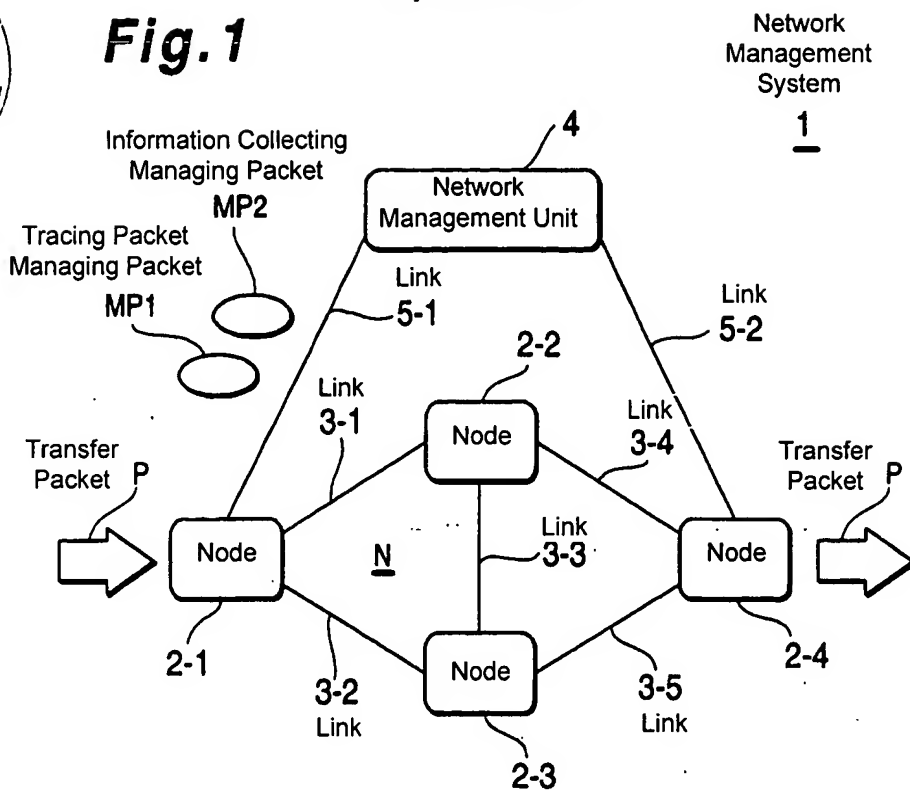 Fig.1
Network
Management
System
1
Information Collecting
Managing Packet
MP2
4
Network
Management Unit
Tracing Packet
Managing Packet
MP1
Link
5-1
Link
5-2
2-2
Link
3-1
Node
Link
3-4
Transfer
Packet P
Transfer
Packet P
Node
N
Link
3-3
Node
2-1
Node
2-4
3-2
Link
3-5
Link
2-3